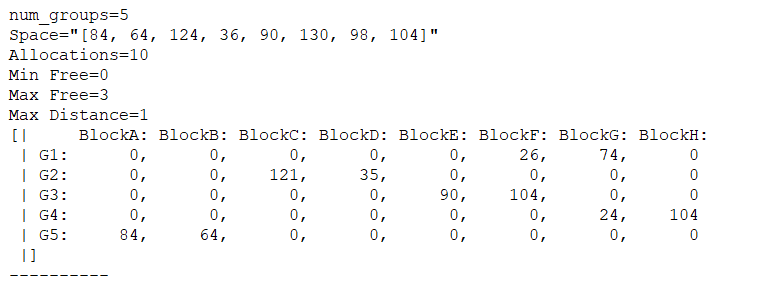 num_groups=5
Space="[84, 64, 124, 36, 90, 130, 98, 104]"
Allocations=10
Min Free=0
Max Free=3
Max Distance=1
[|     BlockA: BlockB: BlockC: BlockD: BlockE: BlockF: BlockG: BlockH:
 | G1:      0,      0,      0,      0,      0,     26,     74,      0
 | G2:      0,      0,    121,     35,      0,      0,      0,      0
 | G3:      0,      0,      0,      0,     90,    104,      0,      0
 | G4:      0,      0,      0,      0,      0,      0,     24,    104
 | G5:     84,     64,      0,      0,      0,      0,      0,      0
 |]
----------